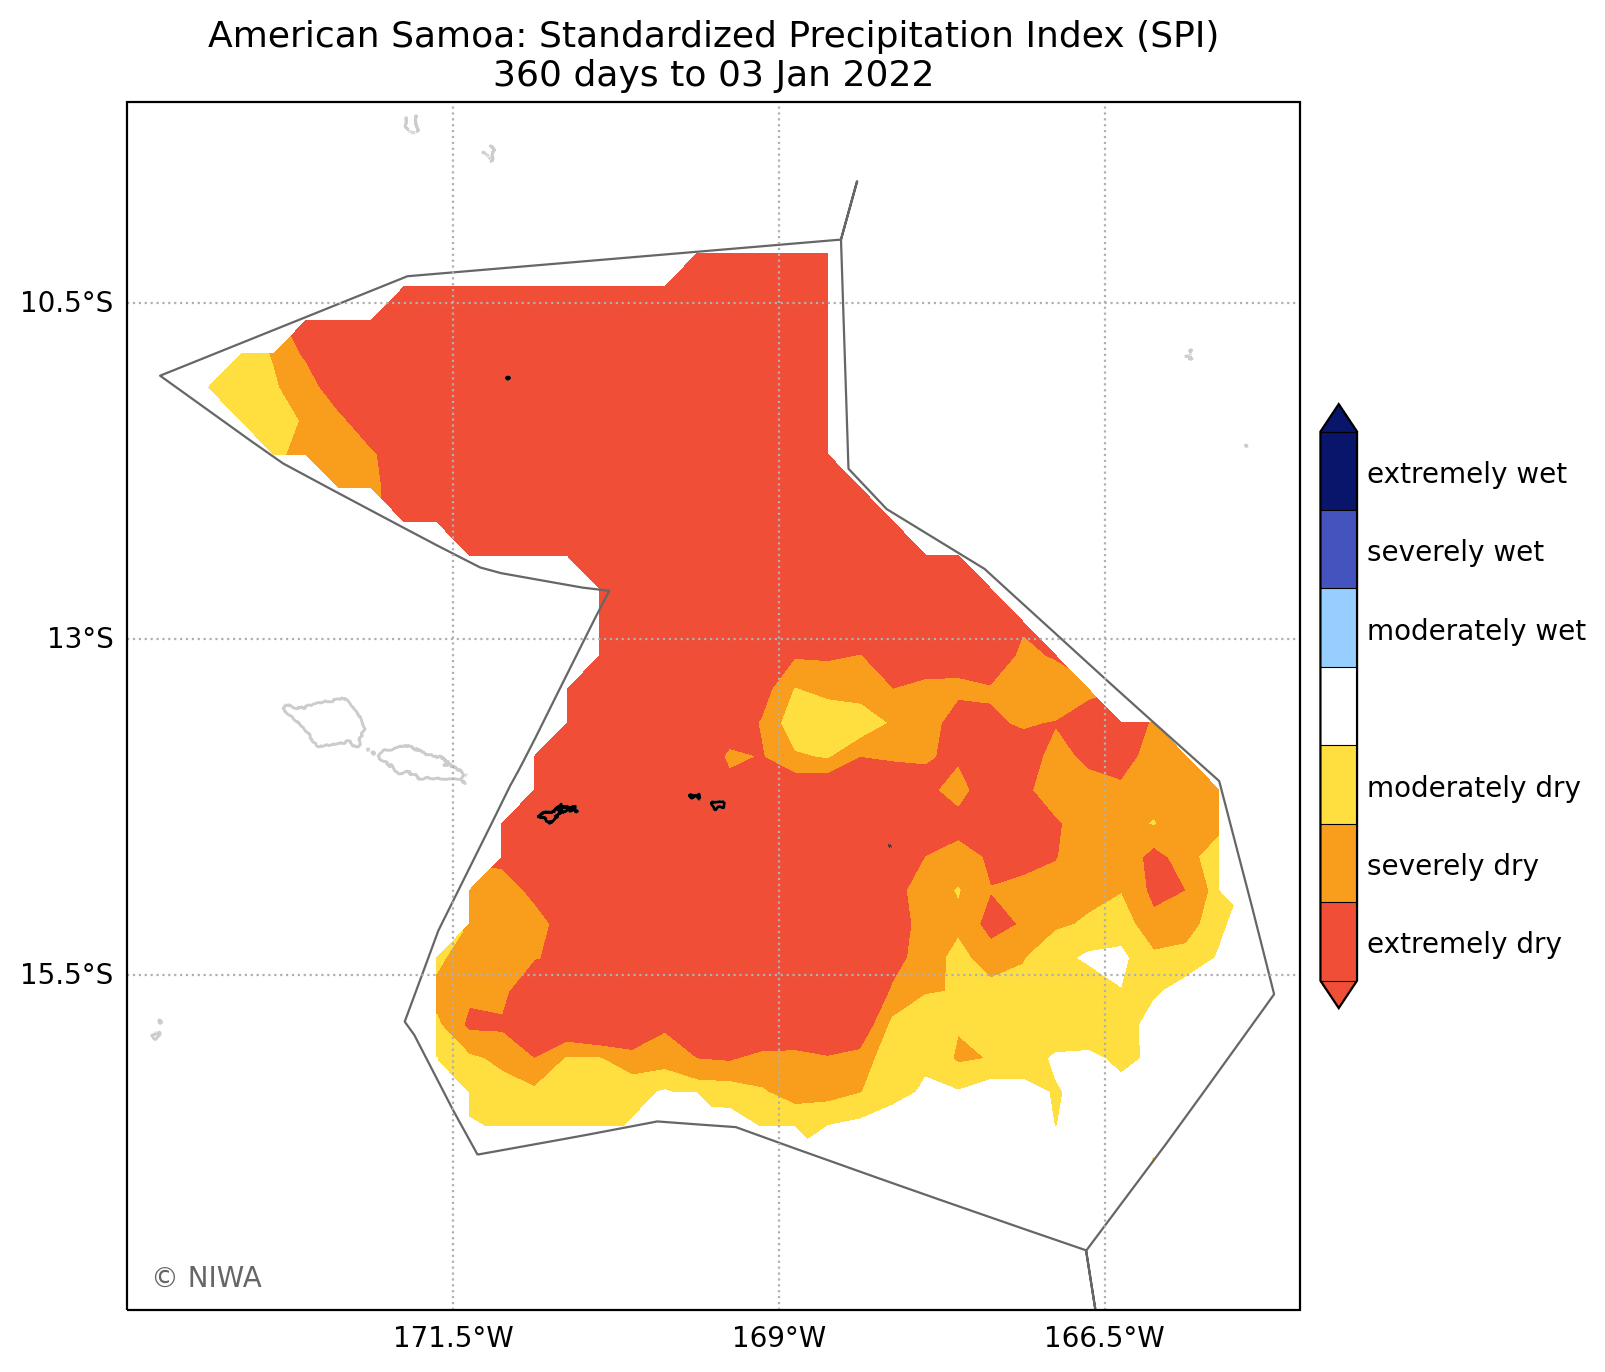 American Samoa: Standardized Precipitation Index (SPI)
360 days to 03 Jan 2022
10.5°S
13°S
15.5°S
171.5°W
169°W
166.5°W
extremely wet
severely wet
moderately wet
moderately dry
severely dry
extremely dry
© NIWA